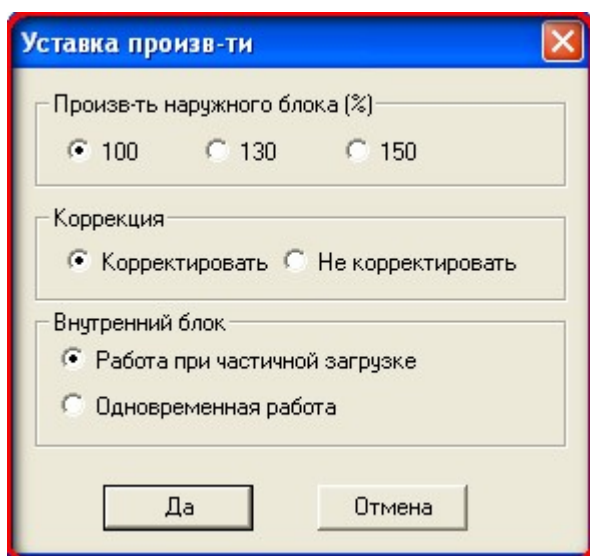 Уставка произв-ти
Произв-ть наружного блока (%)
100 130 150
Коррекция
Корректировать Не корректировать
Внутренний блок
Работа при частичной загрузке
Одновременная работа
Да Отмена